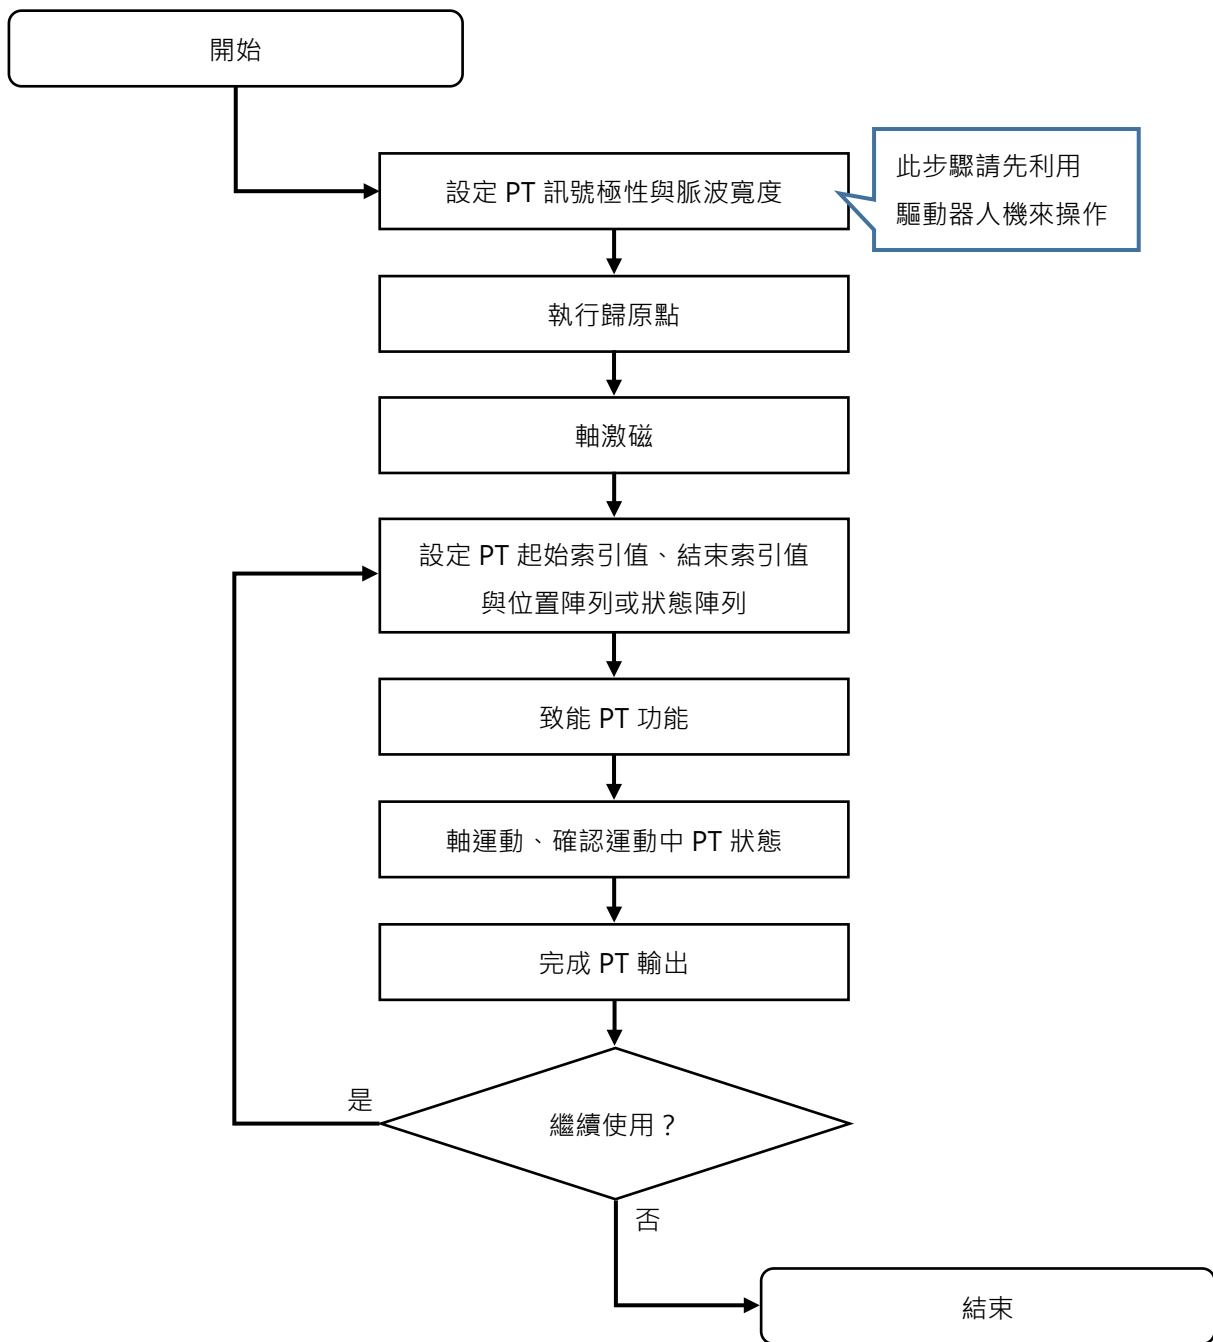 開始
設定 PT 訊號極性與脈波寬度
此步驟請先利用
驅動器人機來操作
執行歸原點
軸激磁
設定 PT 起始索引值、結束索引值
與位置陣列或狀態陣列
致能 PT 功能
軸運動、確認運動中 PT 狀態
完成 PT 輸出
是
繼續使用？
否
結束